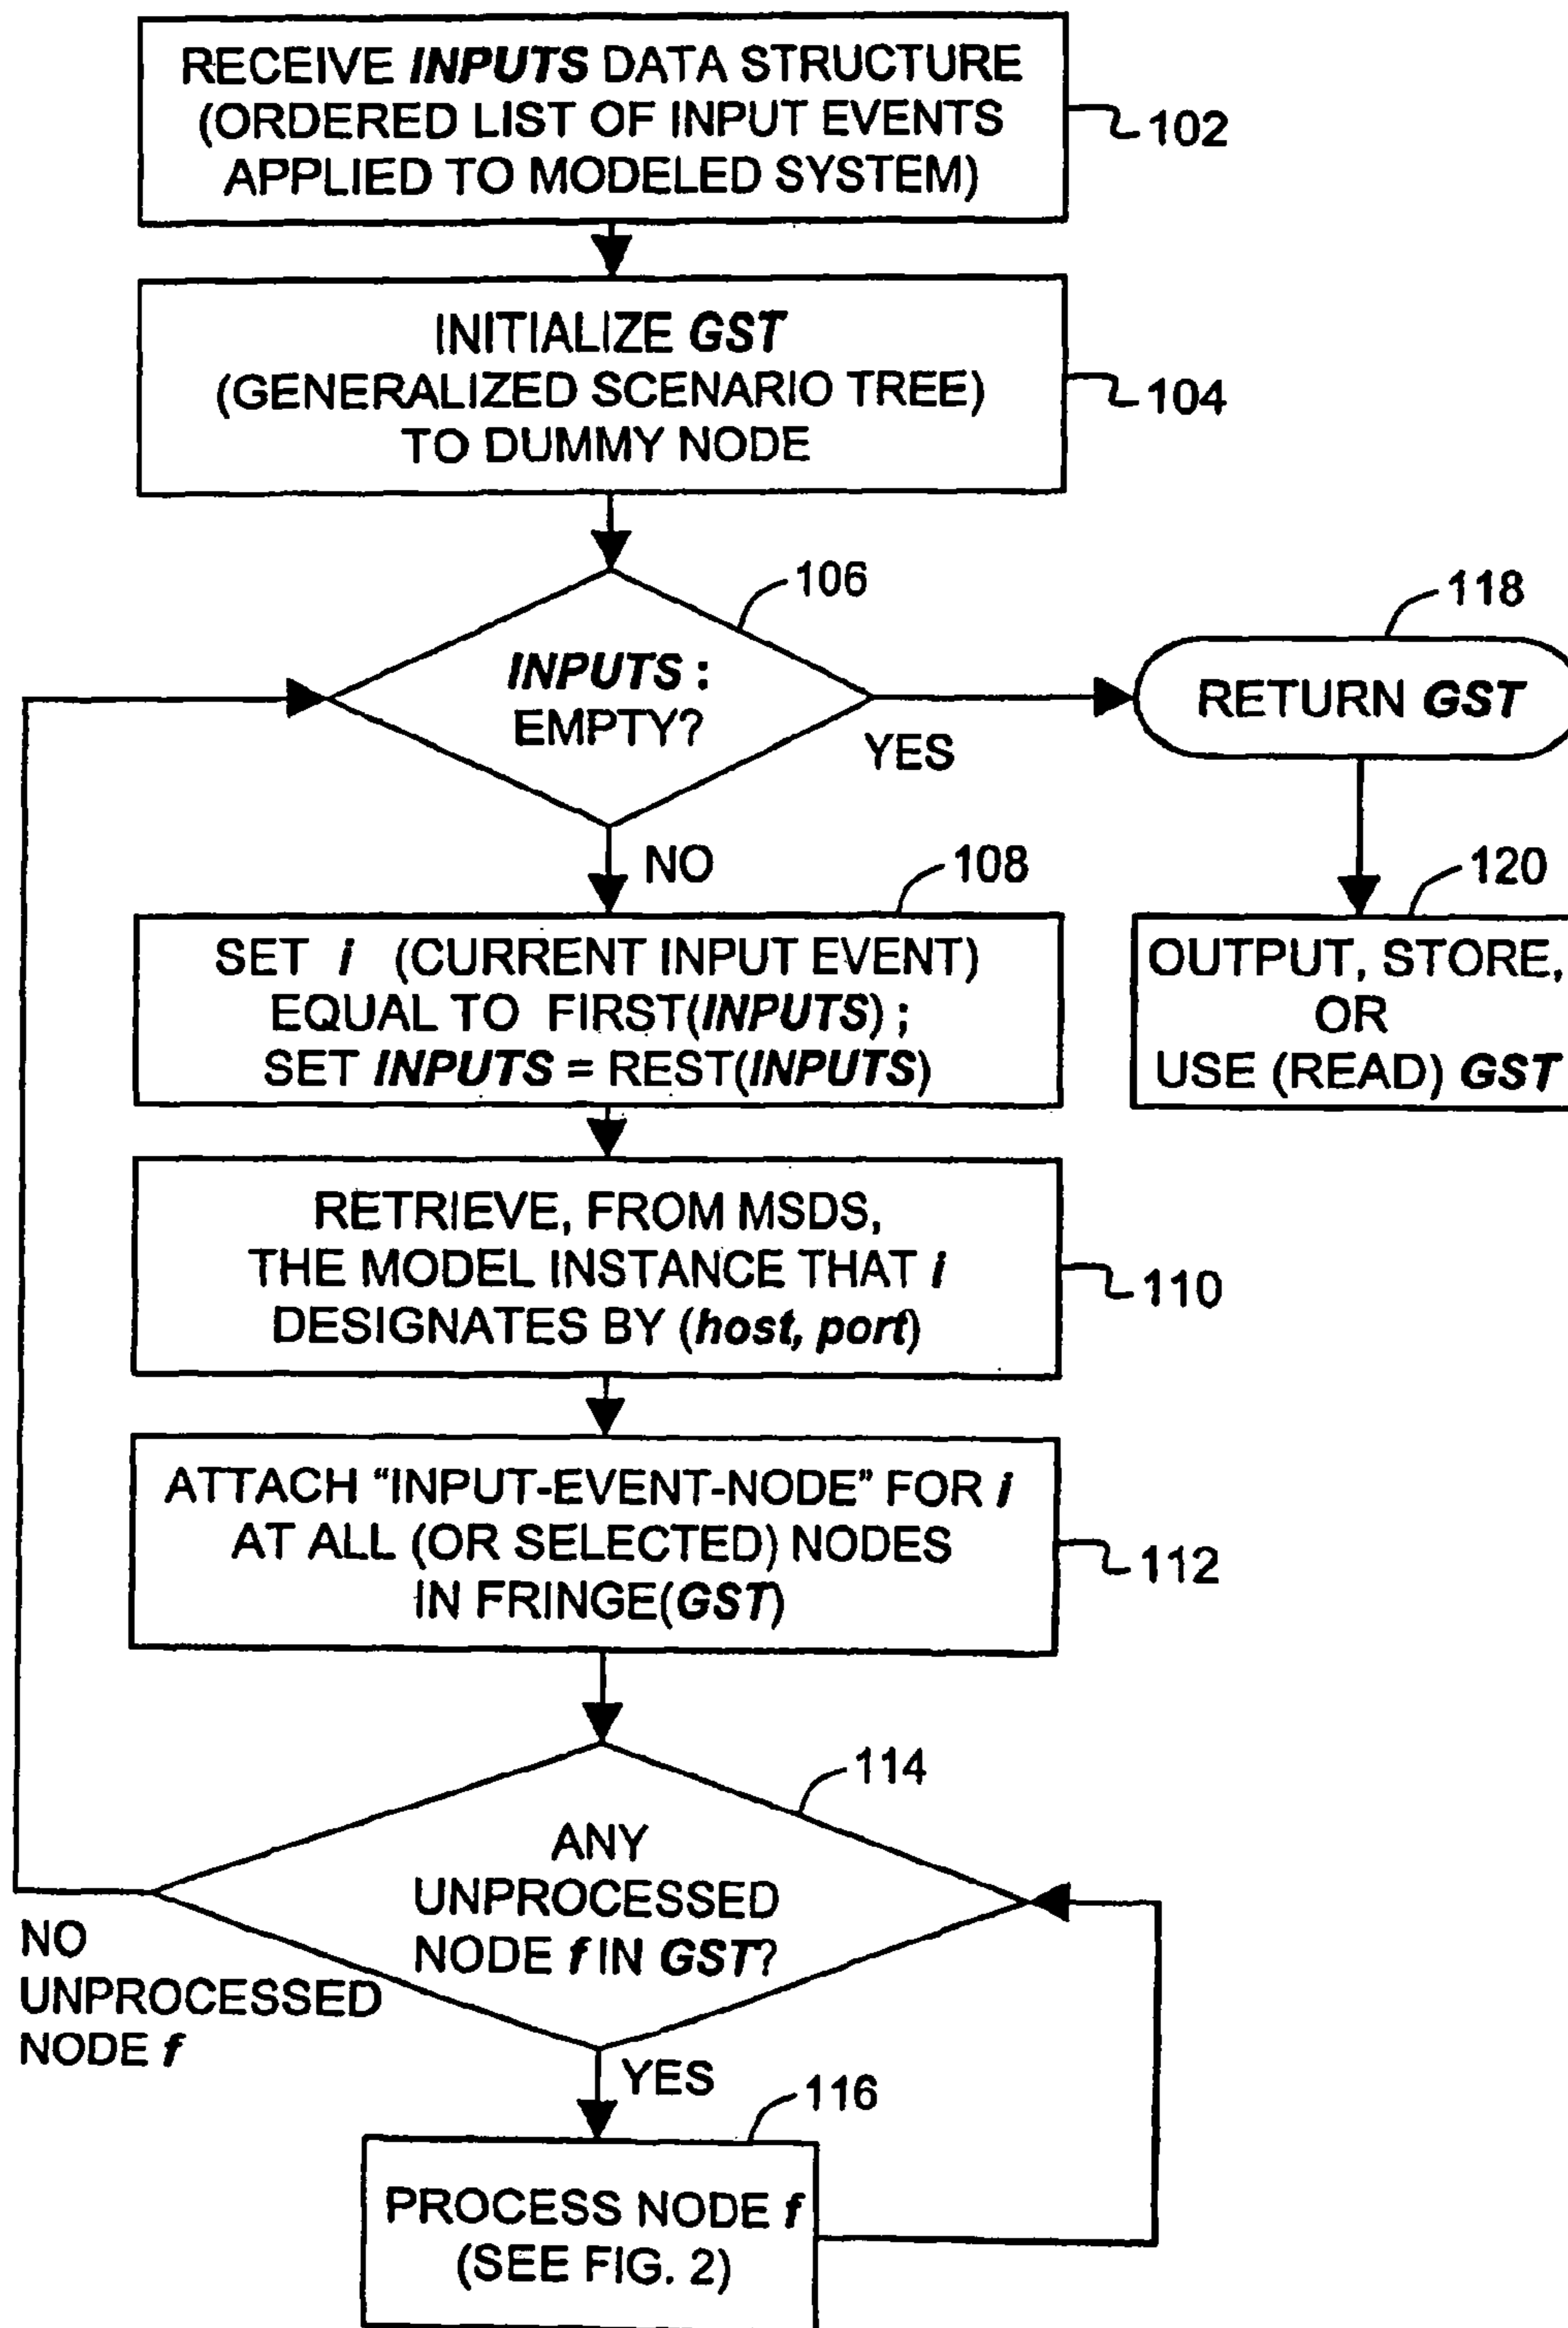 RECEIVE INPUTS DATA STRUCTURE
(ORDERED LIST OF INPUT EVENTS
APPLIED TO MODELED SYSTEM)
102
INITIALIZE GST
(GENERALIZED SCENARIO TREE)
TO DUMMY NODE
104
106
INPUTS :
EMPTY?
YES
118
RETURN GST
NO
108
SET i (CURRENT INPUT EVENT)
EQUAL TO FIRST(INPUTS) ;
SET INPUTS = REST(INPUTS)
120
OUTPUT, STORE,
OR
USE (READ) GST
RETRIEVE, FROM MSDS,
THE MODEL INSTANCE THAT i
DESIGNATES BY (host, port)
110
ATTACH “INPUT-EVENT-NODE” FOR i
AT ALL (OR SELECTED) NODES
IN FRINGE(GST)
112
114
ANY
UNPROCESSED
NODE f IN GST?
NO
UNPROCESSED
NODE f
YES
116
PROCESS NODE f
(SEE FIG. 2)